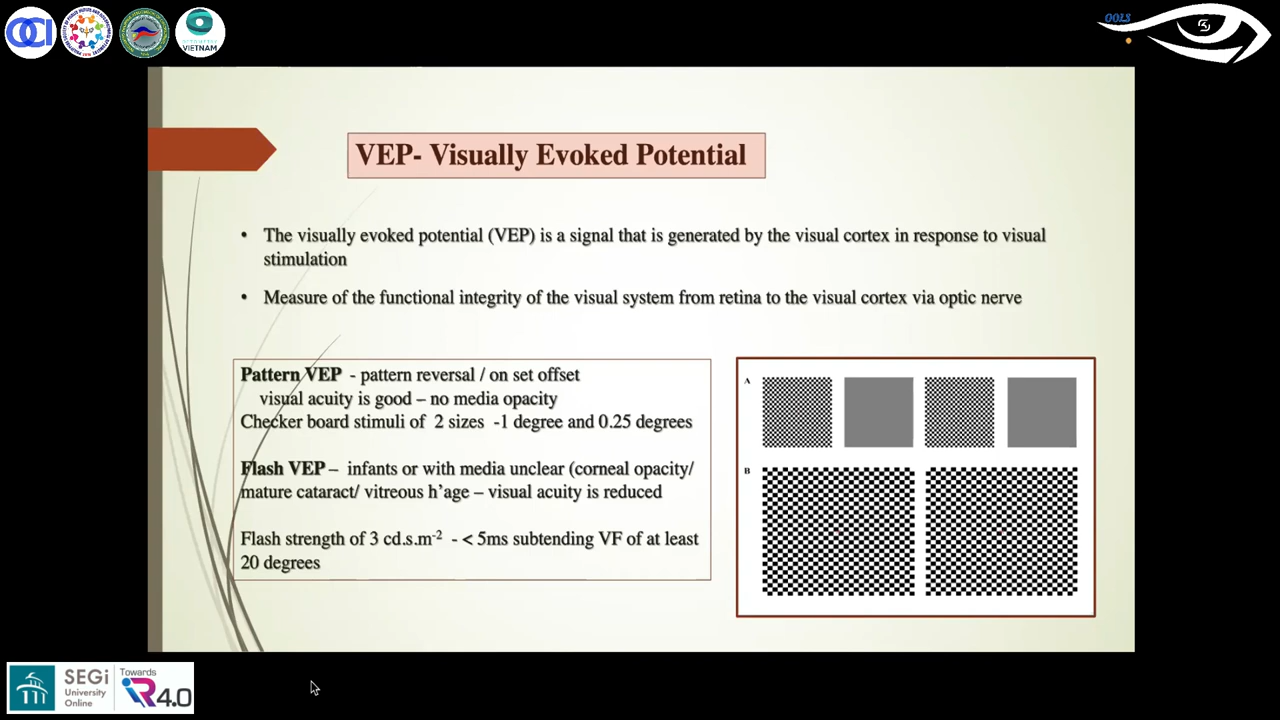 OCI
OPTOMETRY
VIETNAM
OOLS
VEP- Visually Evoked Potential
• The visually evoked potential (VEP) is a signal that is generated by the visual cortex in response to visual
stimulation
• Measure of the functional integrity of the visual system from retina to the visual cortex via optic nerve
Pattern VEP - pattern reversal / on set offset
visual acuity is good – no media opacity
Checker board stimuli of 2 sizes -1 degree and 0.25 degrees
Flash VEP – infants or with media unclear (corneal opacity/
mature cataract/ vitreous h’age – visual acuity is reduced
Flash strength of 3 cd.s.m-2 - < 5ms subtending VF of at least
20 degrees
A
B
SEGi
University
Online
Towards
iR4.0